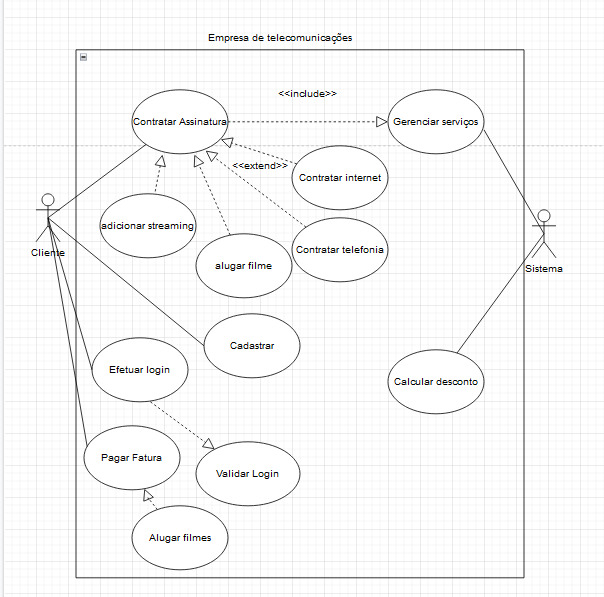 Empresa de telecomunicações
<<include>>
Contratar Assinatura
Gerenciar serviços
<<extend>>
Contratar internet
adicionar streaming
Contratar telefonia
Cliente
alugar filme
Sistema
Cadastrar
Efetuar login
Calcular desconto
Pagar Fatura
Validar Login
Alugar filmes